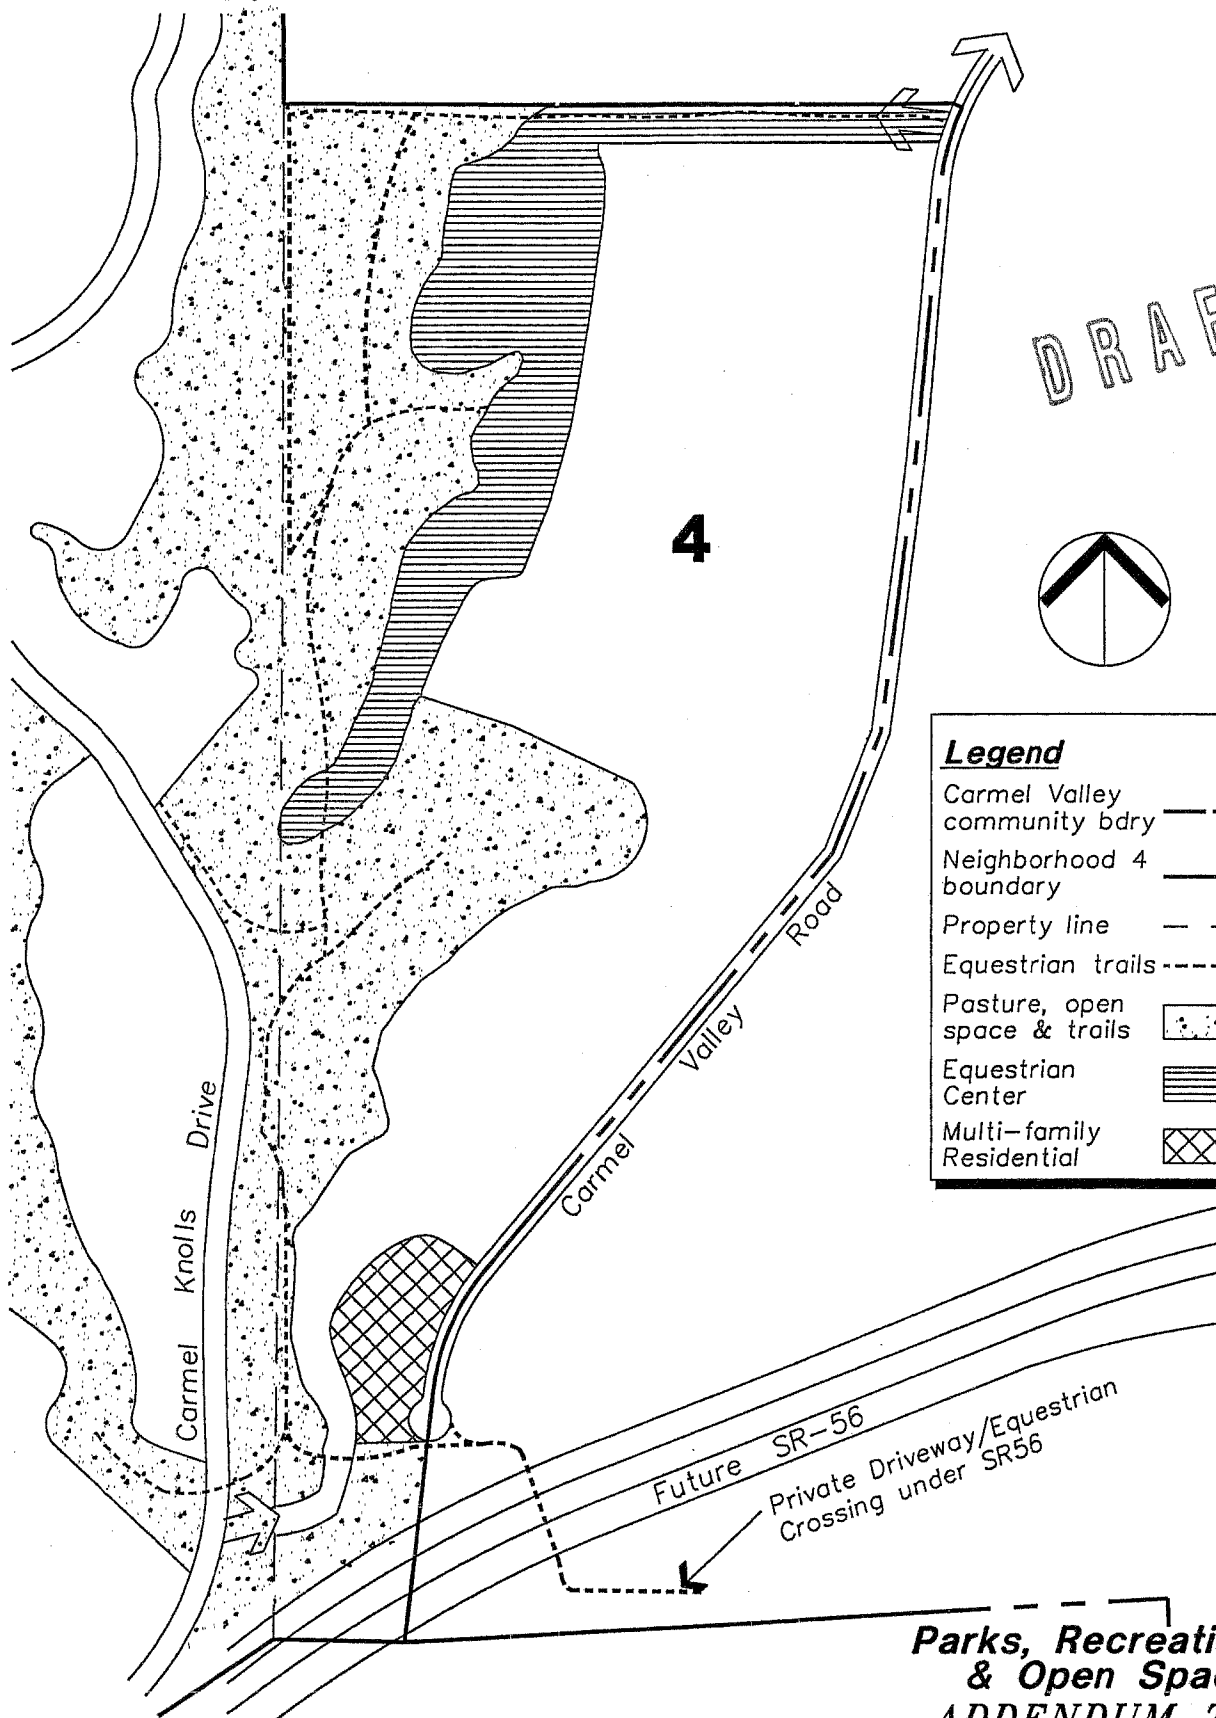 DRAF
4
Legend
Carmel Valley
community bdry
Neighborhood 4
boundary
Property line
Equestrian trails
Pasture, open
space & trails
Equestrian
Center
Multi-family
Residential
Carmel Valley Road
Carmel Knolls Drive
Future SR-56
Private Driveway/Equestrian
Crossing under SR56
Parks, Recreati
& Open Spa
ADDENDUM